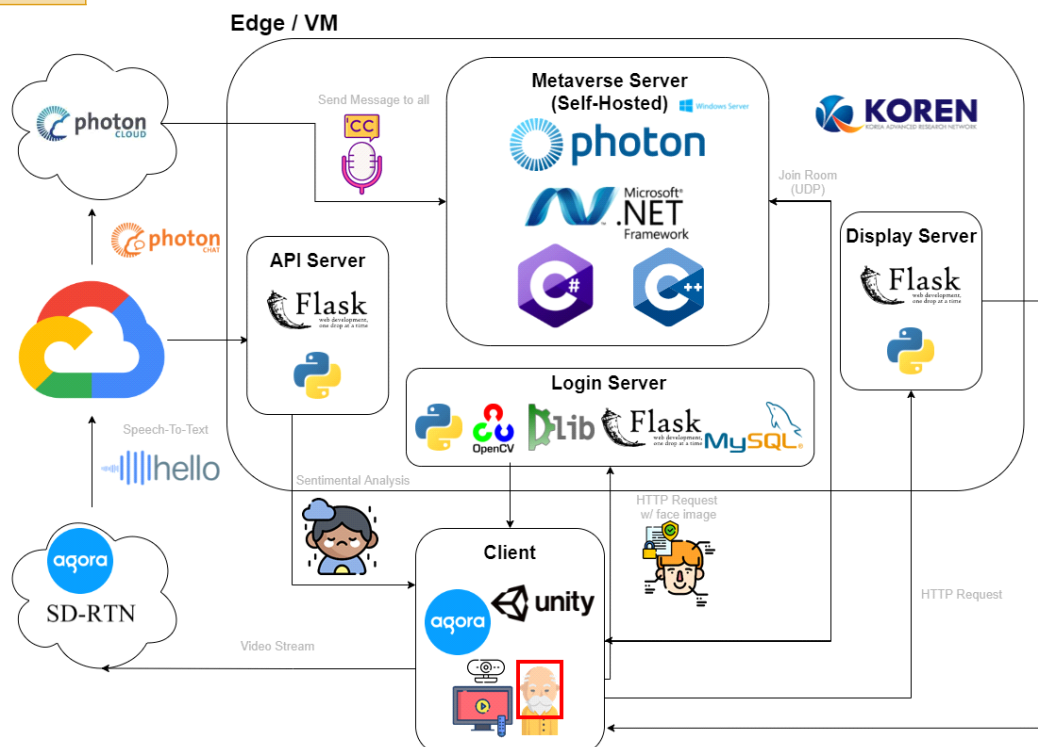 Edge / VM
photon
CLOUD
Send Message to all
'CC
Metaverse Server
(Self-Hosted)
Windows Server
photon
Microsoft®
.NET
Framework
C#
C++
KOREN
KOREA ADVANCED RESEARCH NETWORK
Join Room
(UDP)
photon
CHAT
API Server
Flask
web development,
one drop at a time
Display Server
Flask
web development,
one drop at a time
Login Server
OpenCV
Dlib
Flask
web development,
one drop at a time
MySQL®
Speech-To-Text
hello
Sentimental Analysis
HTTP Request
w/ face image
agora
SD-RTN
Client
agora
unity
HTTP Request
Video Stream